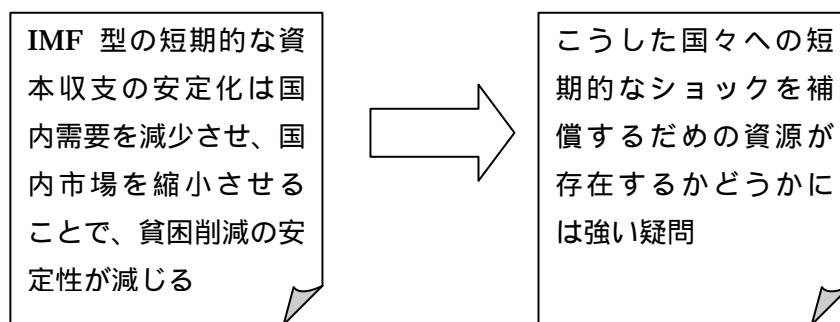 IMF 型の短期的な資
本収支の安定化は国
内需要を減少させ、国
内市場を縮小させる
ことで、貧困削減の安
定性が減じる
こうした国々への短
期的なショックを補
償するだめの資源が
存在するかどうかに
は強い疑問